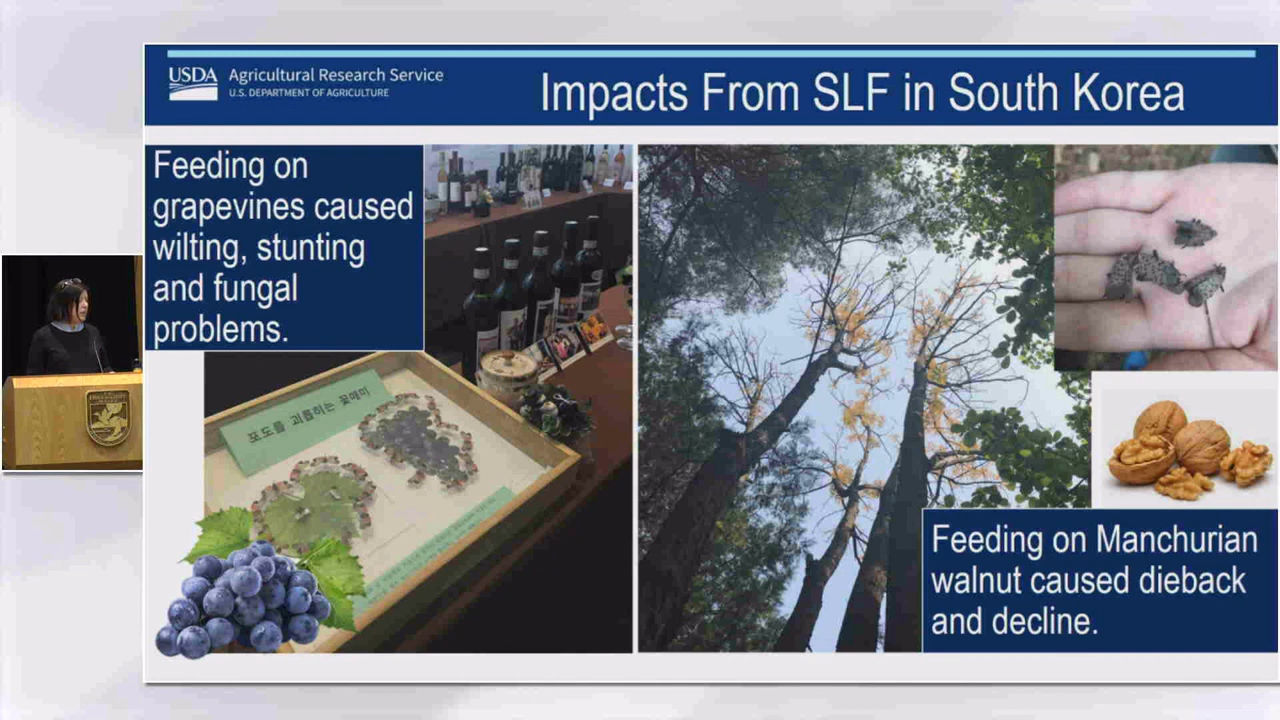 USDA
Agricultural Research Service
U.S. DEPARTMENT OF AGRICULTURE
Impacts From SLF in South Korea
Feeding on
grapevines caused
wilting, stunting
and fungal
problems.
포도를 괴롭히는 꽃매미
Feeding on Manchurian
walnut caused dieback
and decline.